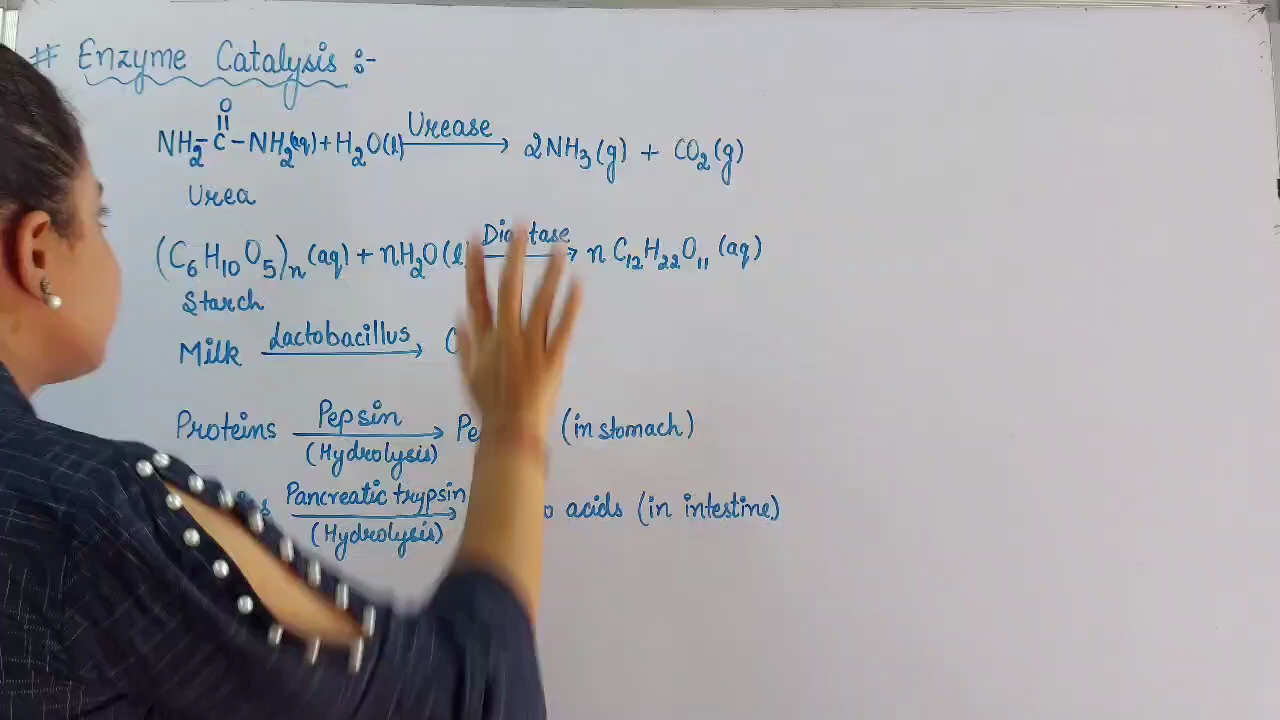 # Enzyme Catalysis :-
O
||
NH2-C-NH2(aq)+H2O(l) Urease → 2NH3(g) + CO2(g)
Urea
(C6H10O5)n (aq) + nH2O(l) Diastase → n C12H22O11 (aq)
Starch
Milk Lactobacillus →
Proteins Pepsin → (in stomach)
(Hydrolysis)
Pancreatic trypsin → acids (in intestine)
(Hydrolysis)